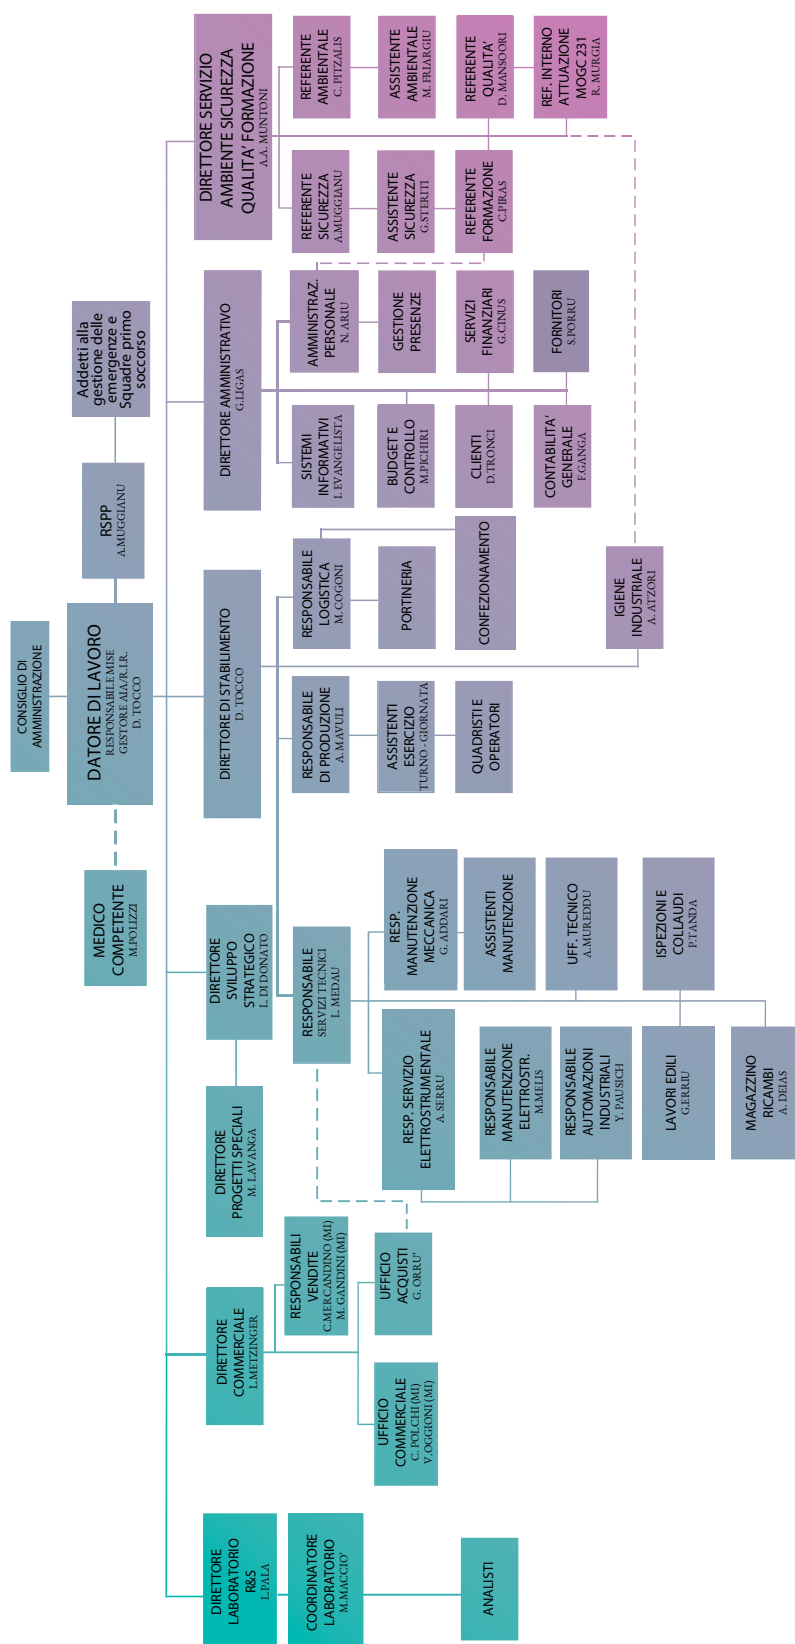 CONSIGLIO DI
AMMINISTRAZIONE
DATORE DI LAVORO
RESPONSABILE MISE
GESTORE AIA/R.I.R.
D. TOCCO
MEDICO
COMPETENTE
M.POLIZZI
RSPP
A.MUGGIANU
Addetti alla
gestione delle
emergenze e
Squadre primo
soccorso
DIRETTORE
LABORATORIO
R&S
L.PALA
COORDINATORE
LABORATORIO
M.MACCIO'
ANALISTI
DIRETTORE
COMMERCIALE
L.METZINGER
RESPONSABILI
VENDITE
C.MERCANDINO (MI)
M. GANDINI (MI)
UFFICIO
COMMERCIALE
C. POLCHI (MI)
V.OGGIONI (MI)
UFFICIO
ACQUISTI
G. ORRU'
DIRETTORE
SVILUPPO
STRATEGICO
L. DI DONATO
DIRETTORE
PROGETTI SPECIALI
M. LAVANGA
DIRETTORE DI STABILIMENTO
D. TOCCO
RESPONSABILE
SERVIZI TECNICI
L. MEDAU
RESP. SERVIZIO
ELETTROSTRUMENTALE
A. SERRU
RESP.
MANUTENZIONE
MECCANICA
G. ADDARI
RESPONSABILE
MANUTENZIONE
ELETTROSTR.
M.MELIS
ASSISTENTI
MANUTENZIONE
RESPONSABILE
AUTOMAZIONI
INDUSTRIALI
Y. PAUSICH
UFF. TECNICO
A.MUREDDU
LAVORI EDILI
G.ERRIU
ISPEZIONI E
COLLAUDI
P.TANDA
MAGAZZINO
RICAMBI
A. DEIAS
RESPONSABILE
DI PRODUZIONE
A. MAVULI
ASSISTENTI
ESERCIZIO
TURNO - GIORNATA
QUADRISTI E
OPERATORI
RESPONSABILE
LOGISTICA
M. COGONI
PORTINERIA
CONFEZIONAMENTO
IGIENE
INDUSTRIALE
A. ATZORI
DIRETTORE AMMINISTRATIVO
G.LIGAS
SISTEMI
INFORMATIVI
I. EVANGELISTA
AMMINISTRAZ.
PERSONALE
N. ARIU
BUDGET E
CONTROLLO
M.PICHIRI
GESTIONE
PRESENZE
CLIENTI
D.TRONCI
SERVIZI
FINANZIARI
G.CINUS
CONTABILITA'
GENERALE
F.GANGA
FORNITORI
S.PORRU
DIRETTORE SERVIZIO
AMBIENTE SICUREZZA
QUALITA' FORMAZIONE
A.A. MUNTONI
REFERENTE
SICUREZZA
A.MUGGIANU
REFERENTE
AMBIENTALE
C. PITZALIS
ASSISTENTE
SICUREZZA
G.STERITI
ASSISTENTE
AMBIENTALE
M. FRIARGIU
REFERENTE
FORMAZIONE
C.PIRAS
REFERENTE
QUALITA'
D. MANSOORI
REF. INTERNO
ATTUAZIONE
MOGC 231
R. MURGIA